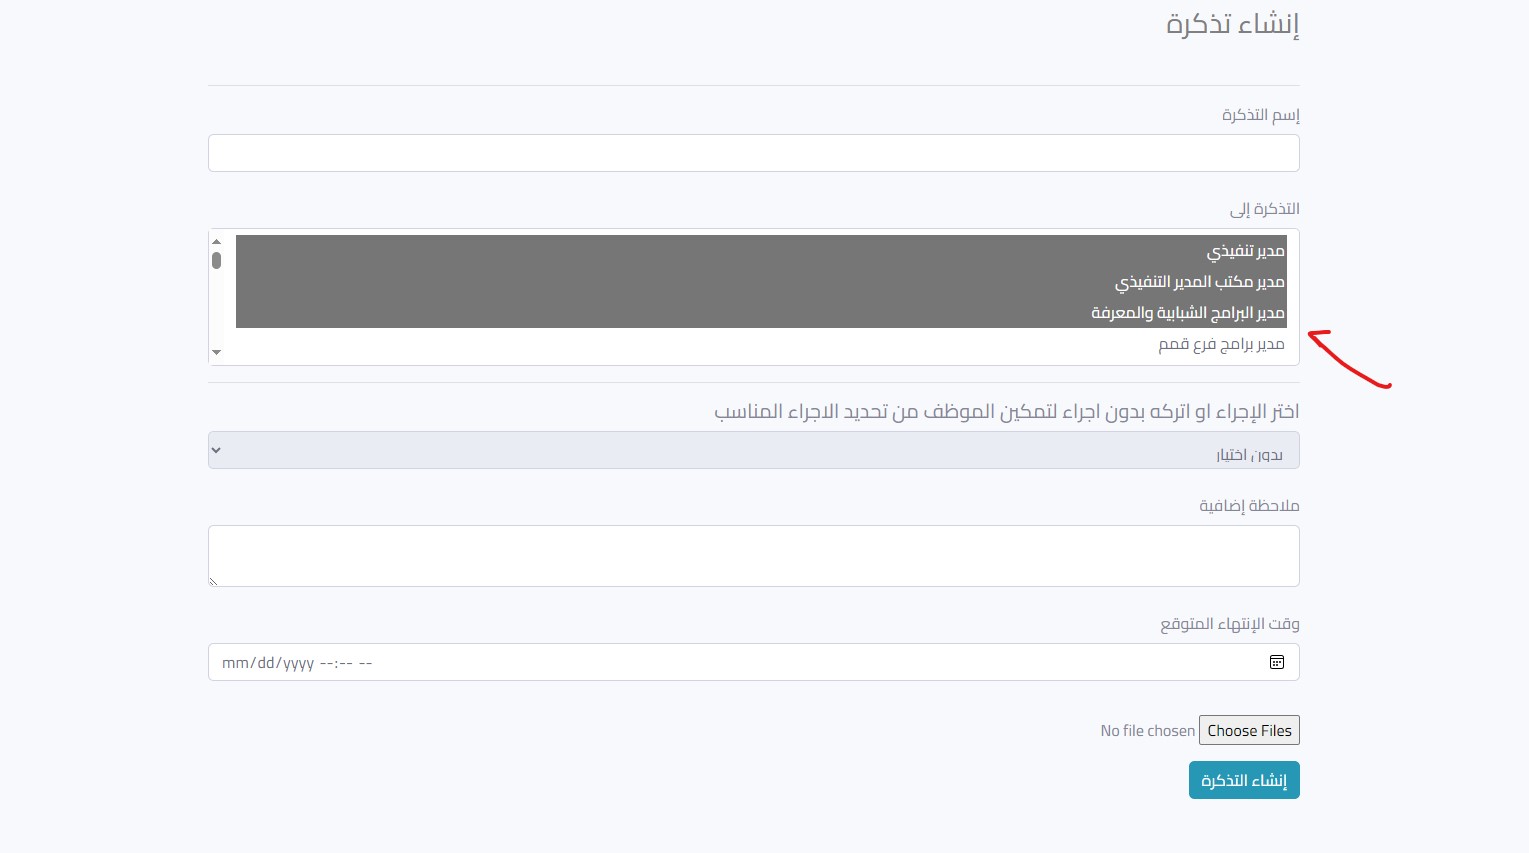 إنشاء تذكرة
إسم التذكرة
التذكرة إلى
مدير تنفيذي
مدير مكتب المدير التنفيذي
مدير البرامج الشبابية والمعرفة
مدير برامج فرع قمم
اختر الإجراء او اتركه بدون اجراء لتمكين الموظف من تحديد الاجراء المناسب
بدون اختيار
ملاحظة إضافية
وقت الإنتهاء المتوقع
mm/dd/yyyy --:-- --
Choose Files No file chosen
إنشاء التذكرة